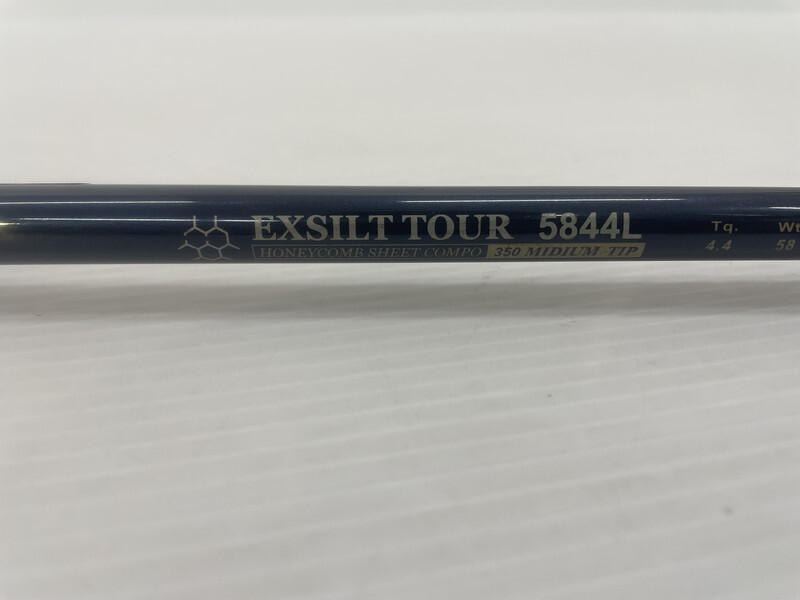 EXSILT TOUR 5844L
HONEYCOMB SHEET COMPO 350 MIDIUM TIP
Tq. Wt
4.4 58